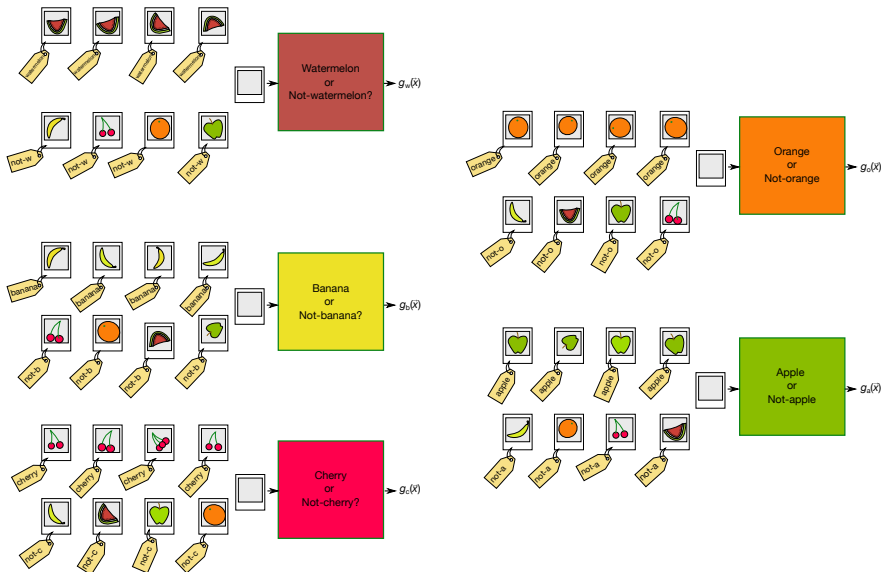 watermelon
watermelon
watermelon
watermelon
Watermelon
or
Not-watermelon?
g_w(x̄)
not-w
not-w
not-w
not-w
banana
banana
banana
banana
Banana
or
Not-banana?
g_b(x̄)
not-b
not-b
not-b
not-b
cherry
cherry
cherry
cherry
Cherry
or
Not-cherry?
g_c(x̄)
not-c
not-c
not-c
not-c
orange
orange
orange
orange
Orange
or
Not-orange
g_o(x̄)
not-o
not-o
not-o
not-o
apple
apple
apple
apple
Apple
or
Not-apple
g_a(x̄)
not-a
not-a
not-a
not-a